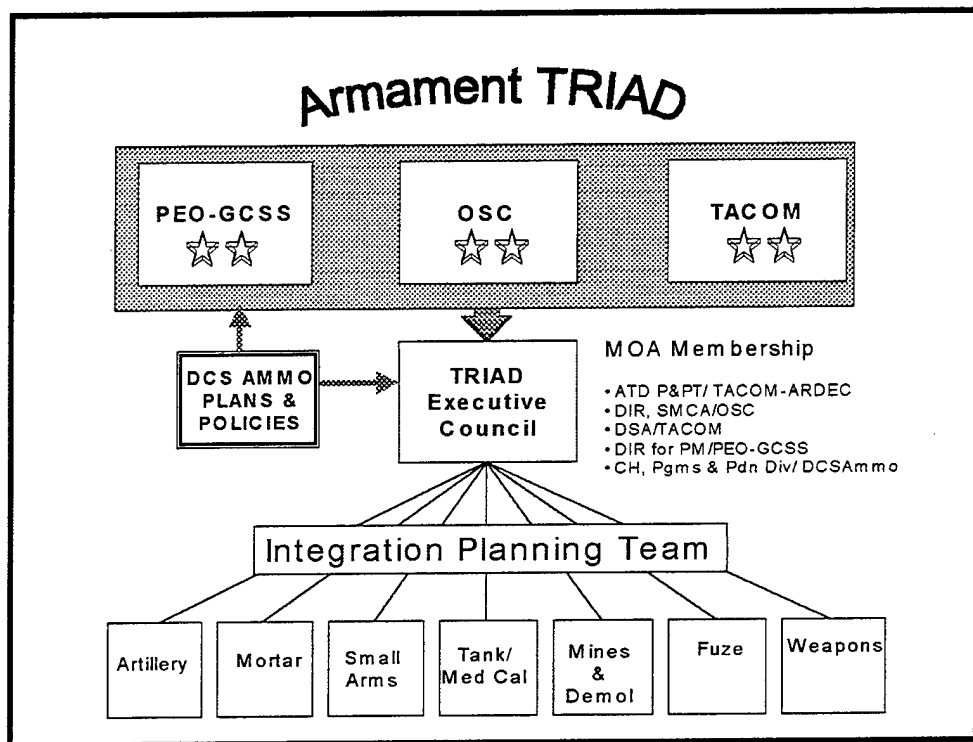 Armament TRIAD
PEO-GCSS
OSC
TACOM
DCS AMMO
PLANS &
POLICIES
TRIAD
Executive
Council
MOA Membership
• ATD P&PT/ TACOM-ARDEC
• DIR, SMCA/OSC
• DSA/TACOM
• DIR for PM/PEO-GCSS
• CH, Pgms & Pdn Div/ DCSAmmo
Integration Planning Team
Artillery
Mortar
Small
Arms
Tank/
Med Cal
Mines
&
Demol
Fuze
Weapons